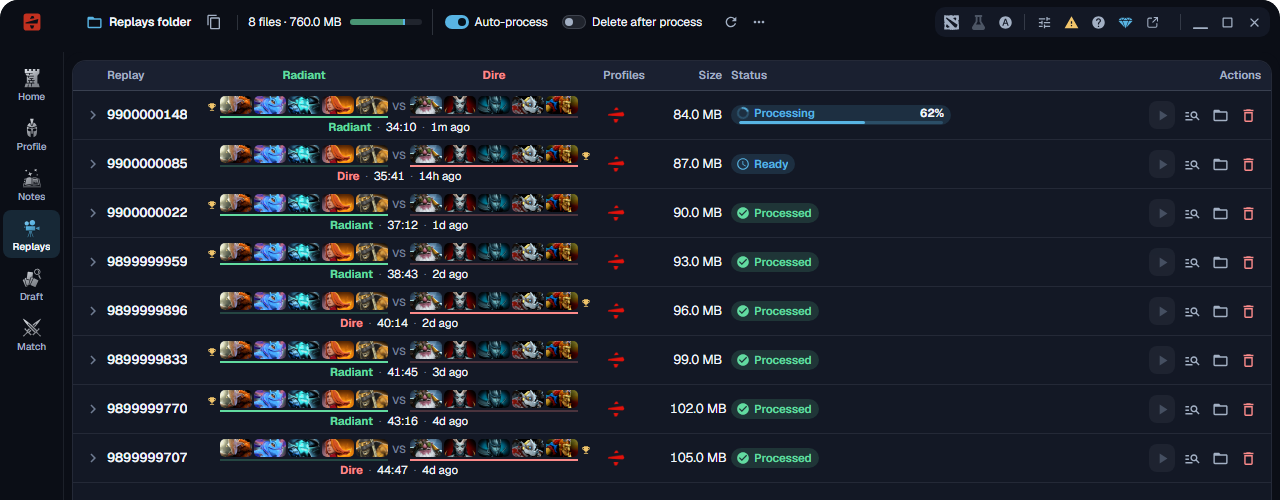 Replays folder 8 files · 760.0 MB Auto-process Delete after process A
Home
Profile
Notes
Replays
Draft
Match
Replay Radiant Dire Profiles Size Status Actions
9900000148 VS 84.0 MB Processing 62%
Radiant · 34:10 · 1m ago
9900000085 VS 87.0 MB Ready
Dire · 35:41 · 14h ago
9900000022 VS 90.0 MB Processed
Radiant · 37:12 · 1d ago
9899999959 VS 93.0 MB Processed
Radiant · 38:43 · 2d ago
9899999896 VS 96.0 MB Processed
Dire · 40:14 · 2d ago
9899999833 VS 99.0 MB Processed
Radiant · 41:45 · 3d ago
9899999770 VS 102.0 MB Processed
Radiant · 43:16 · 4d ago
9899999707 VS 105.0 MB Processed
Dire · 44:47 · 4d ago